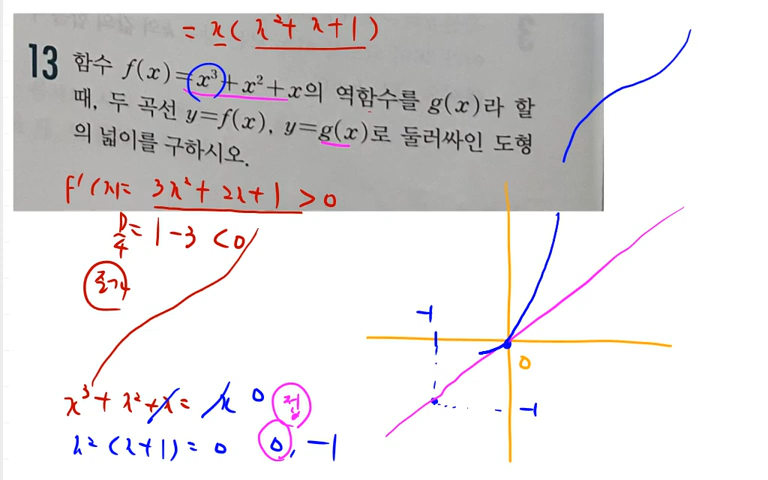 = x(x²+x+1)
13 함수 f(x)=x³+x²+x의 역함수를 g(x)라 할
때, 두 곡선 y=f(x), y=g(x)로 둘러싸인 도형
의 넓이를 구하시오.
f'(x)= 3x²+2x+1 >0
D/4 = 1-3 <0
증가
x³+x²+x = x 0 접
x²(x+1)=0 0, -1
-1
0
-1